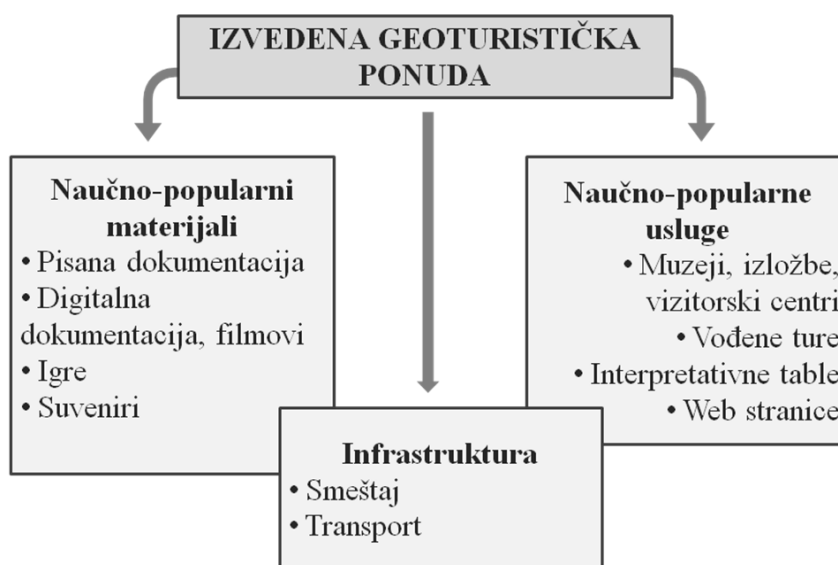 IZVEDENA GEOTURISTIČKA
PONUDA
Naučno-popularni
materijali
• Pisana dokumentacija
• Digitalna
dokumentacija, filmovi
• Igre
• Suveniri
Infrastruktura
• Smeštaj
• Transport
Naučno-popularne
usluge
• Muzeji, izložbe,
vizitorski centri
• Vođene ture
• Interpretativne table
• Web stranice